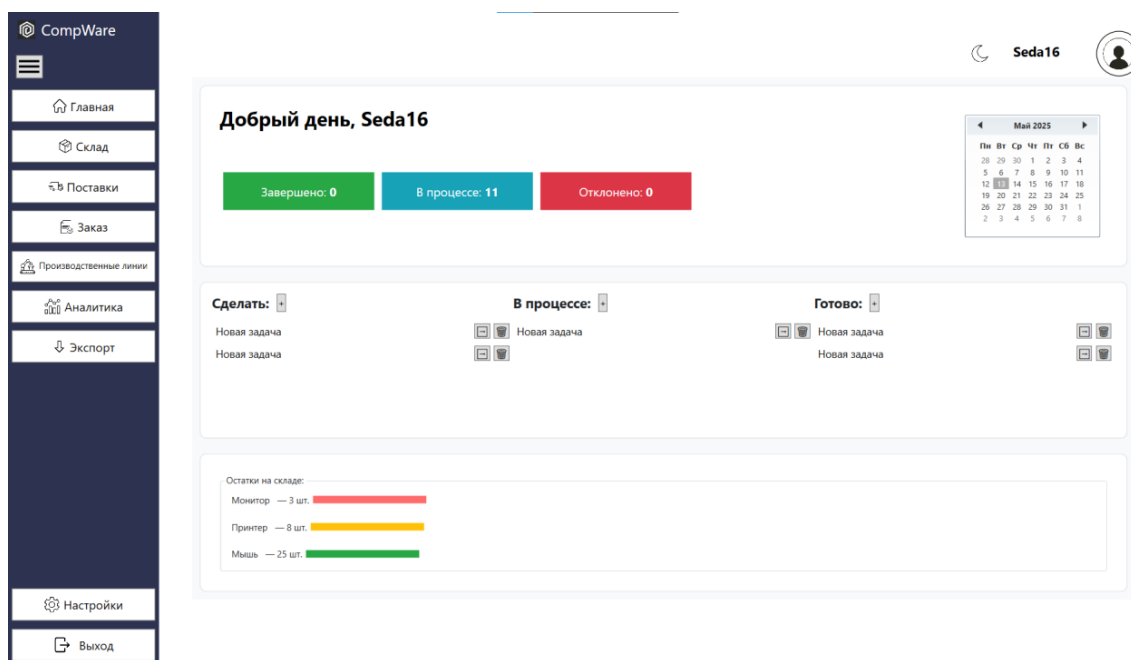 CompWare
Главная
Склад
Поставки
Заказ
Производственные линии
Аналитика
Экспорт
Настройки
Выход
Seda16
Добрый день, Seda16
Завершено: 0
В процессе: 11
Отклонено: 0
Май 2025
Пн Вт Ср Чт Пт Сб Вс
28 29 30 1 2 3 4
5 6 7 8 9 10 11
12 13 14 15 16 17 18
19 20 21 22 23 24 25
26 27 28 29 30 31 1
2 3 4 5 6 7 8
Сделать: +
Новая задача
Новая задача
В процессе: +
Новая задача
Готово: +
Новая задача
Новая задача
Остатки на складе:
Монитор — 3 шт.
Принтер — 8 шт.
Мышь — 25 шт.